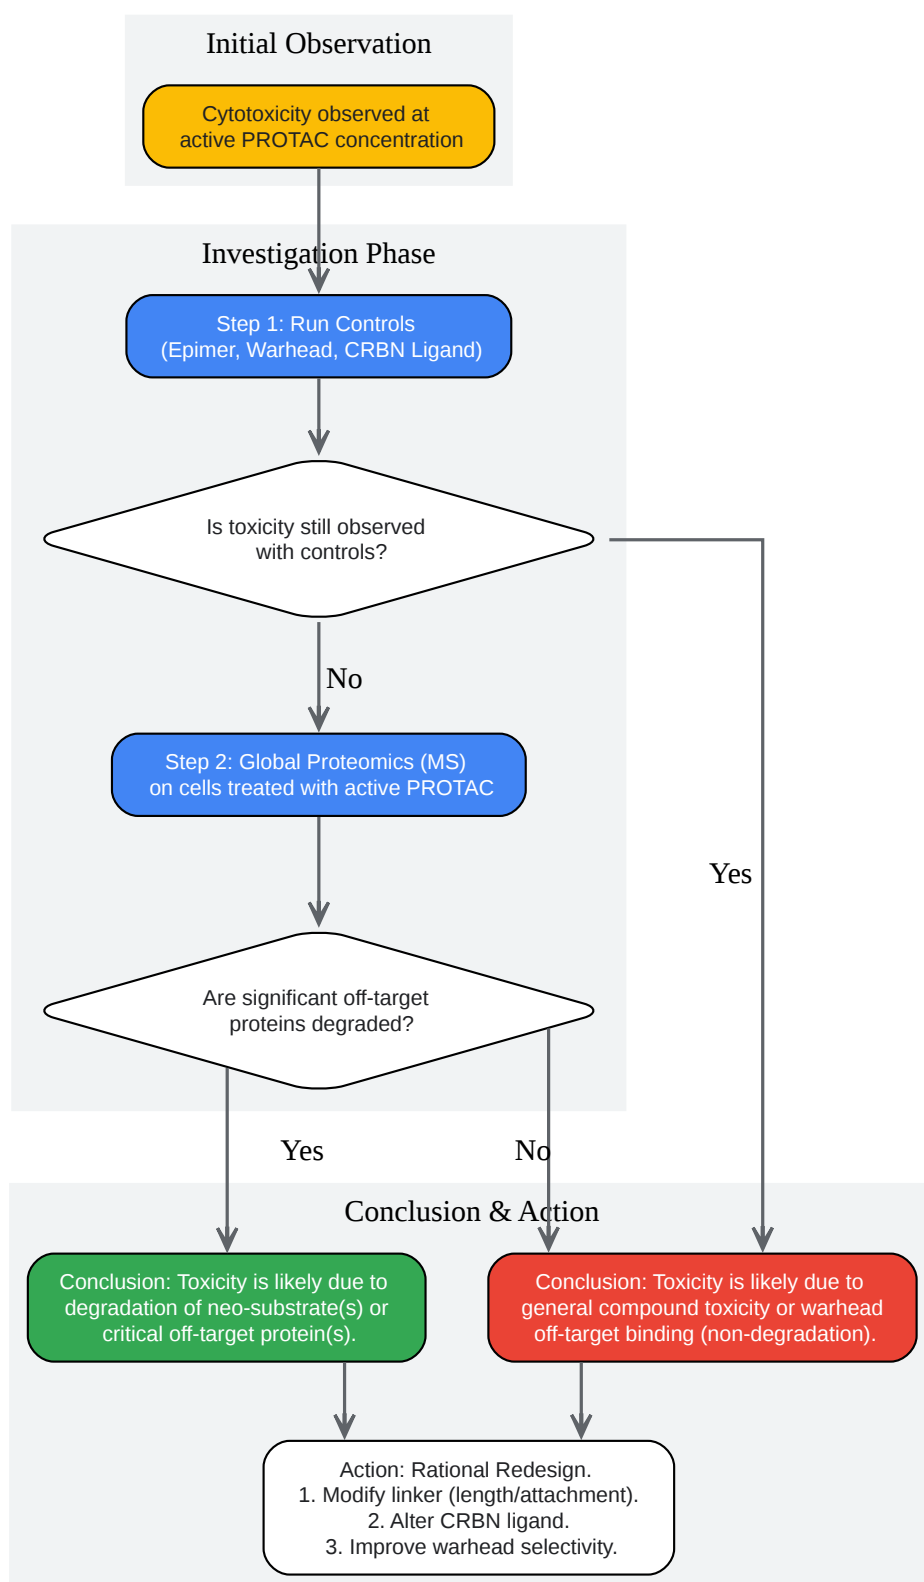 Initial Observation
Cytotoxicity observed at
active PROTAC concentration
Investigation Phase
Step 1: Run Controls
(Epimer, Warhead, CRBN Ligand)
Is toxicity still observed
with controls?
No
Step 2: Global Proteomics (MS)
on cells treated with active PROTAC
Yes
Are significant off-target
proteins degraded?
Yes
No
Conclusion & Action
Conclusion: Toxicity is likely due to
degradation of neo-substrate(s) or
critical off-target protein(s).
Conclusion: Toxicity is likely due to
general compound toxicity or warhead
off-target binding (non-degradation).
Action: Rational Redesign.
1. Modify linker (length/attachment).
2. Alter CRBN ligand.
3. Improve warhead selectivity.